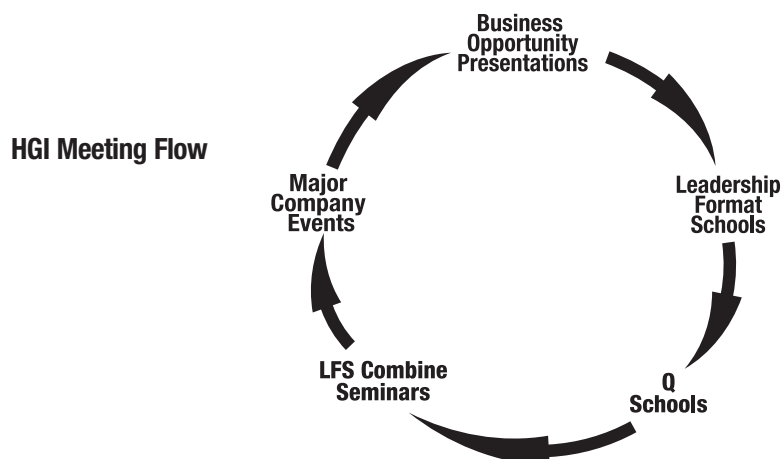 HGI Meeting Flow
Business
Opportunity
Presentations
Leadership
Format
Schools
Q
Schools
LFS Combine
Seminars
Major
Company
Events